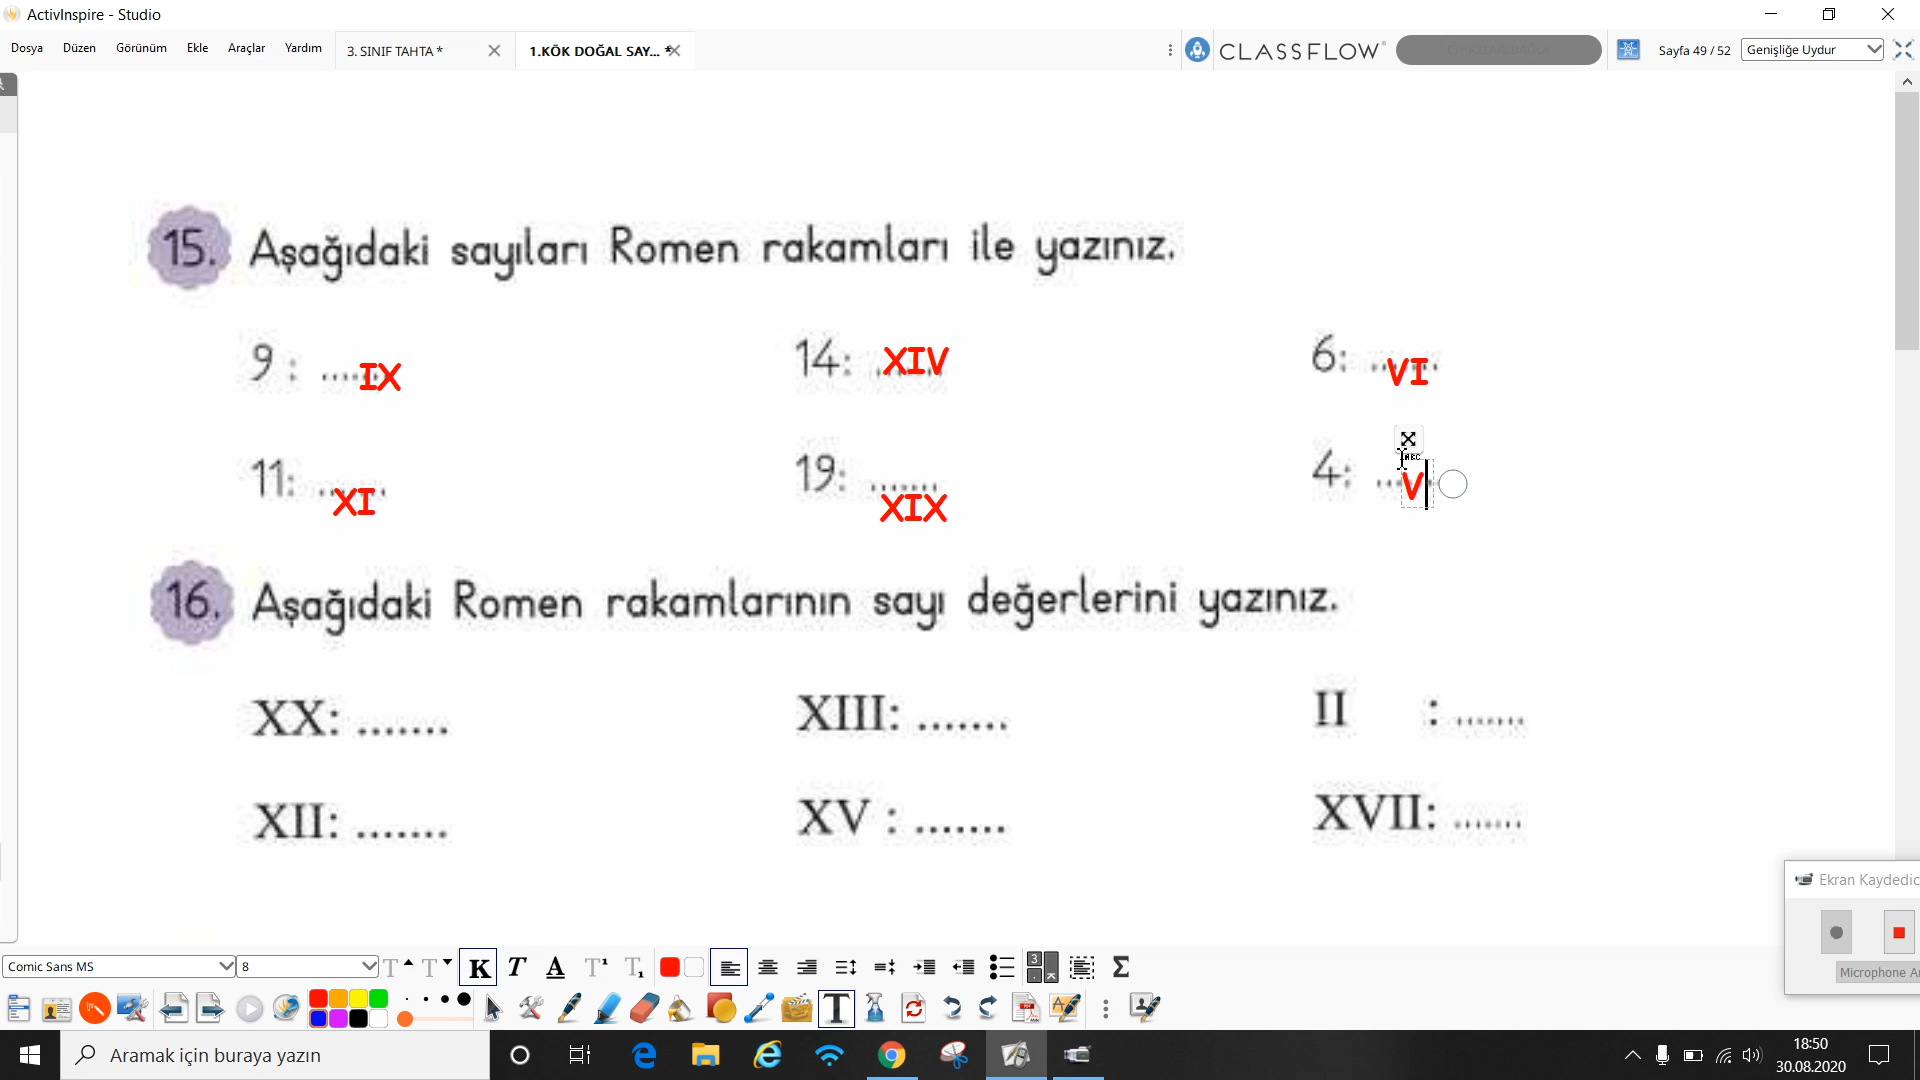 ActivInspire - Studio
Dosya Düzen Görünüm Ekle Araçlar Yardım 3. SINIF TAHTA * 1.KÖK DOĞAL SAY... * CLASSFLOW Sayfa 49 / 52 Genişliğe Uydur
15. Aşağıdaki sayıları Romen rakamları ile yazınız.
9 : ....... IX 14: ....... XIV 6: ....... VI
11: ....... XI 19: ....... XIX 4: ....... V
16. Aşağıdaki Romen rakamlarının sayı değerlerini yazınız.
XX: ....... XIII: ....... II : .......
XII: ....... XV : ....... XVII: .......
Ekran Kaydedic
Microphone A
Comic Sans MS 8
Aramak için buraya yazın
18:50
30.08.2020